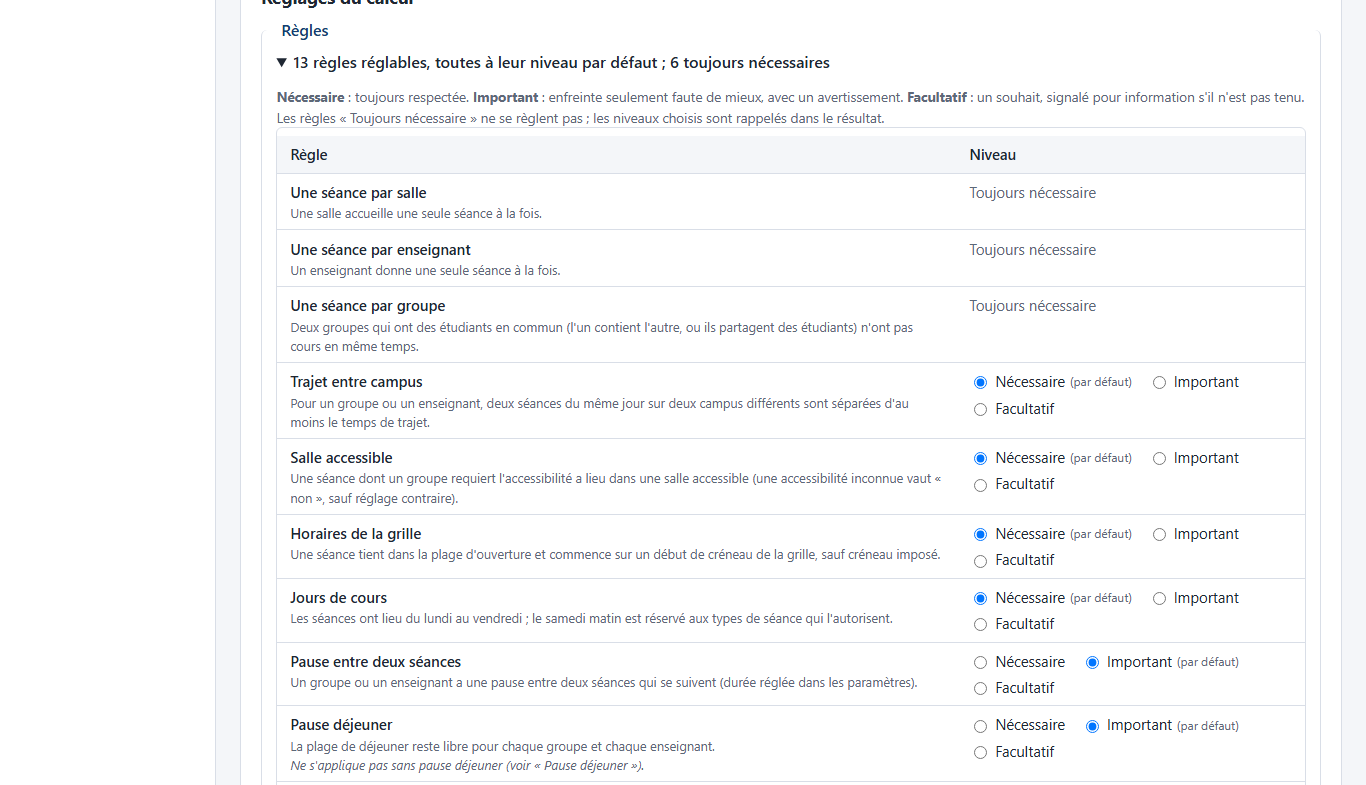 Réglages du calcul
Règles
▼ 13 règles réglables, toutes à leur niveau par défaut ; 6 toujours nécessaires
Nécessaire : toujours respectée. Important : enfreinte seulement faute de mieux, avec un avertissement. Facultatif : un souhait, signalé pour information s'il n'est pas tenu.
Les règles « Toujours nécessaire » ne se règlent pas ; les niveaux choisis sont rappelés dans le résultat.
Règle Niveau
Une séance par salle Toujours nécessaire
Une salle accueille une seule séance à la fois.
Une séance par enseignant Toujours nécessaire
Un enseignant donne une seule séance à la fois.
Une séance par groupe Toujours nécessaire
Deux groupes qui ont des étudiants en commun (l'un contient l'autre, ou ils partagent des étudiants) n'ont pas
cours en même temps.
Trajet entre campus Nécessaire (par défaut) Important
Pour un groupe ou un enseignant, deux séances du même jour sur deux campus différents sont séparées d'au Facultatif
moins le temps de trajet.
Salle accessible Nécessaire (par défaut) Important
Une séance dont un groupe requiert l'accessibilité a lieu dans une salle accessible (une accessibilité inconnue vaut « Facultatif
non », sauf réglage contraire).
Horaires de la grille Nécessaire (par défaut) Important
Une séance tient dans la plage d'ouverture et commence sur un début de créneau de la grille, sauf créneau imposé. Facultatif
Jours de cours Nécessaire (par défaut) Important
Les séances ont lieu du lundi au vendredi ; le samedi matin est réservé aux types de séance qui l'autorisent. Facultatif
Pause entre deux séances Nécessaire Important (par défaut)
Un groupe ou un enseignant a une pause entre deux séances qui se suivent (durée réglée dans les paramètres). Facultatif
Pause déjeuner Nécessaire Important (par défaut)
La plage de déjeuner reste libre pour chaque groupe et chaque enseignant. Facultatif
Ne s'applique pas sans pause déjeuner (voir « Pause déjeuner »).